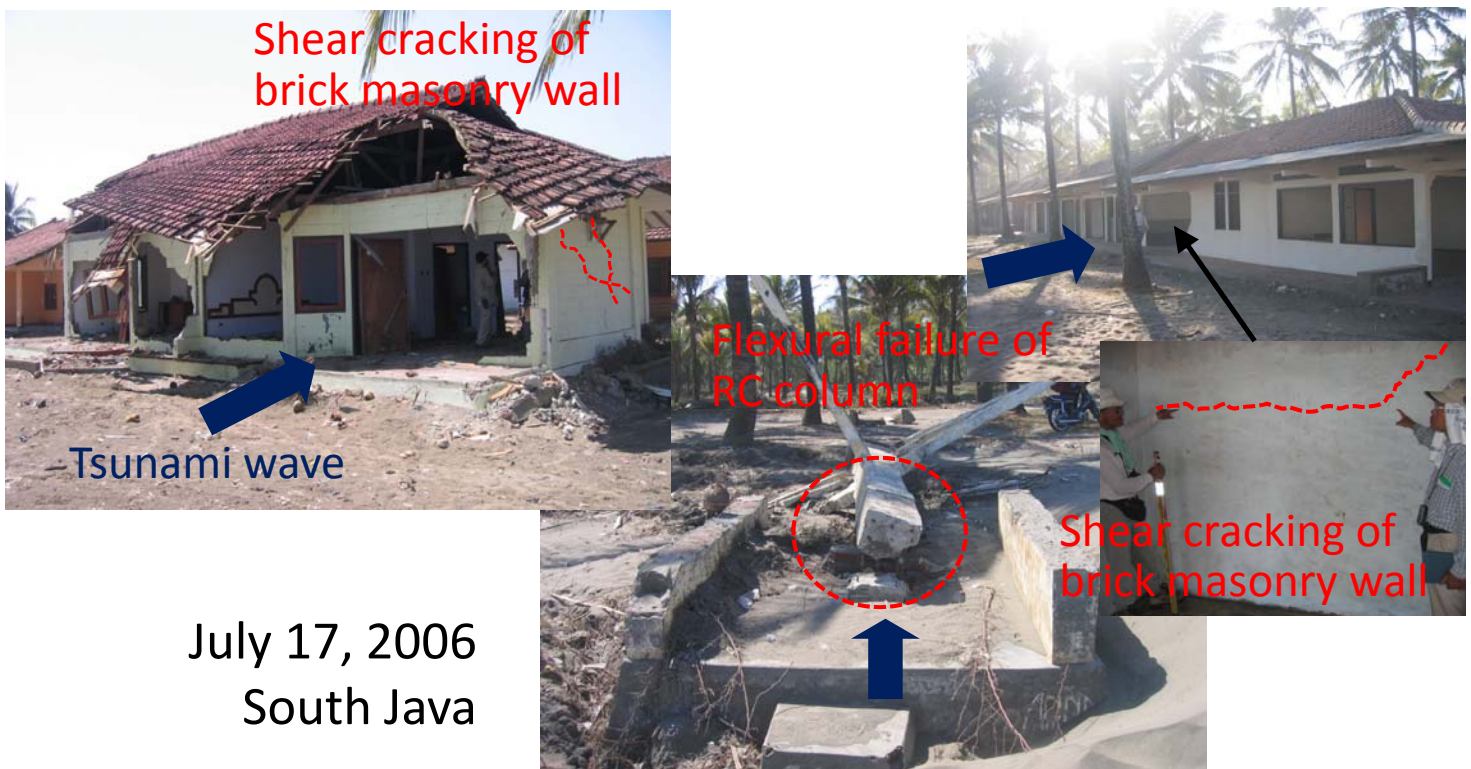 Shear cracking of
brick masonry wall
Tsunami wave
Flexural failure of
RC column
Shear cracking of
brick masonry wall
July 17, 2006
South Java